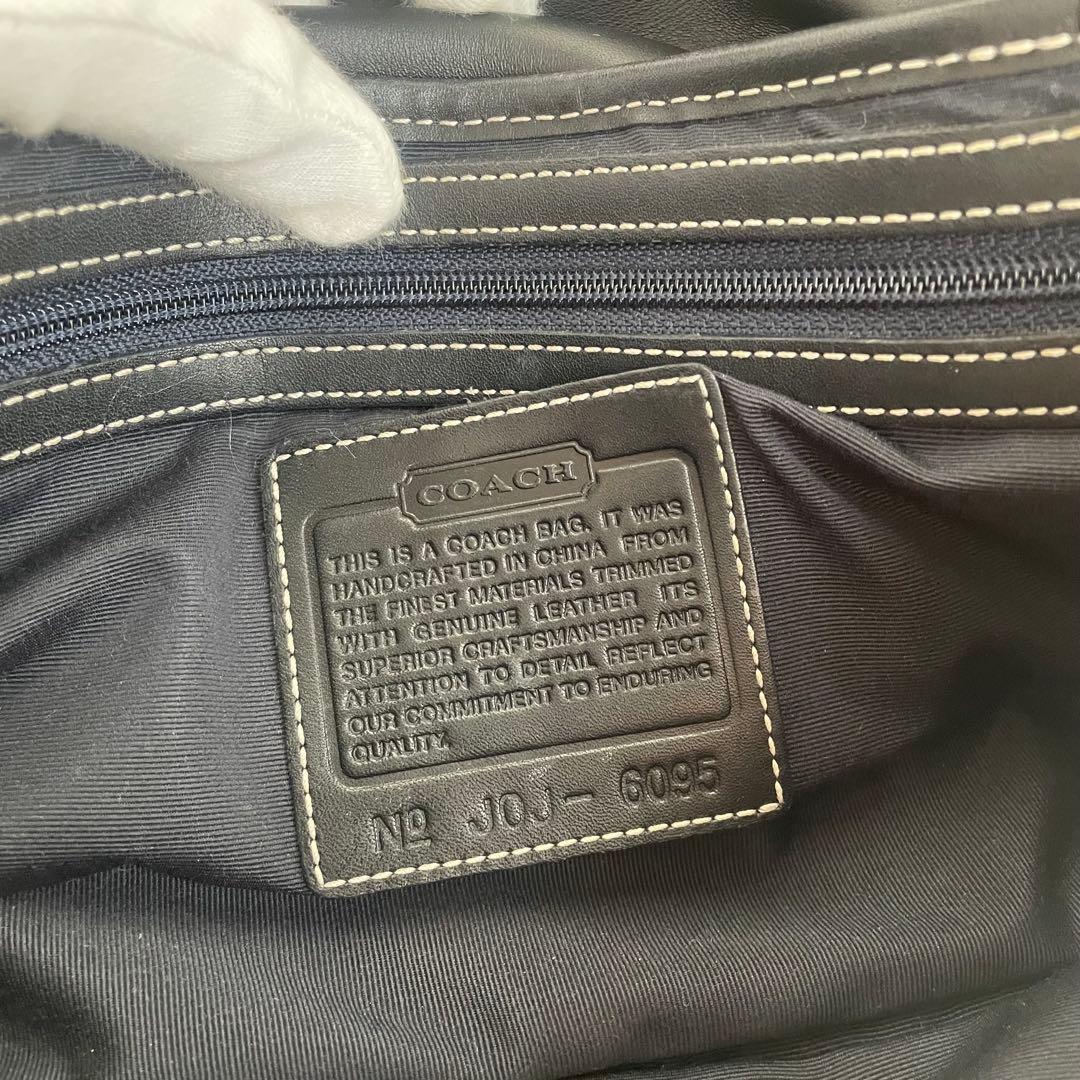 COACH
THIS IS A COACH BAG. IT WAS
HANDCRAFTED IN CHINA FROM
THE FINEST MATERIALS TRIMMED
WITH GENUINE LEATHER ITS
SUPERIOR CRAFTSMANSHIP AND
ATTENTION TO DETAIL REFLECT
OUR COMMITMENT TO ENDURING
QUALITY.
Nº J0J- 6095